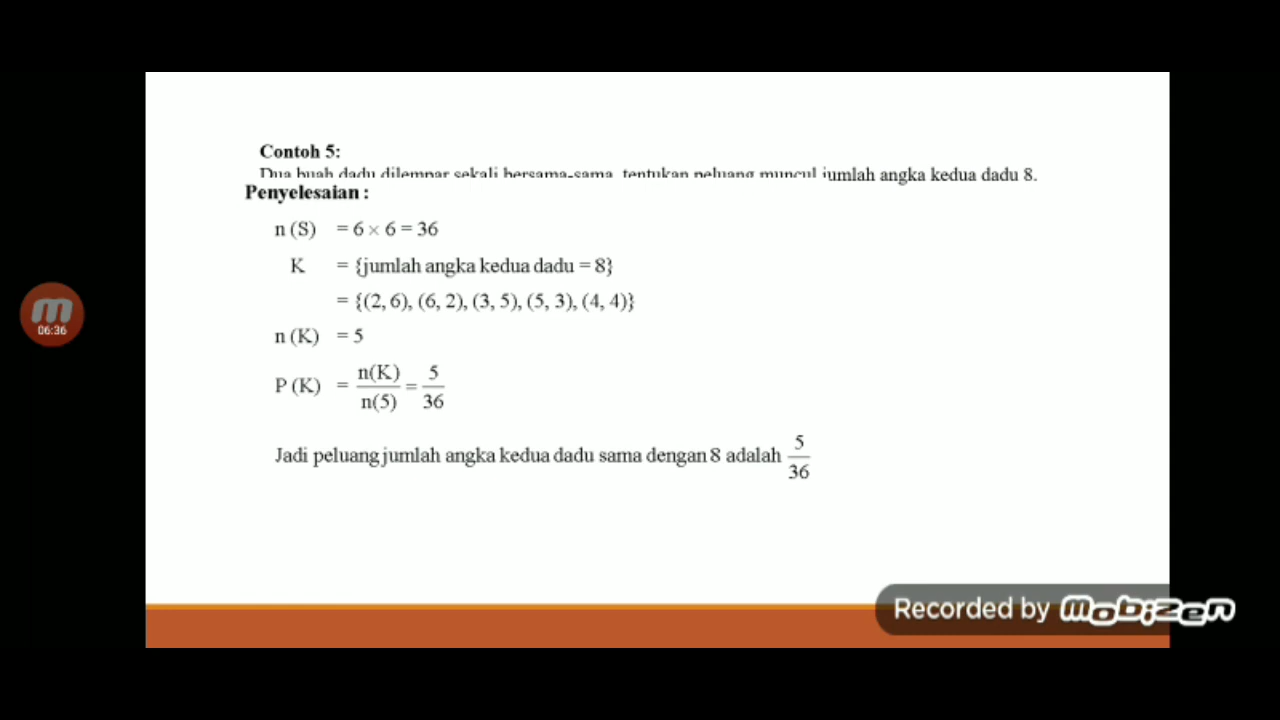 Contoh 5:
Dua buah dadu dilempar sekali bersama-sama, tentukan peluang muncul jumlah angka kedua dadu 8.
Penyelesaian :
n (S) = 6 × 6 = 36
K = {jumlah angka kedua dadu = 8}
= {(2, 6), (6, 2), (3, 5), (5, 3), (4, 4)}
n (K) = 5
P (K) = n(K)/n(5) = 5/36
Jadi peluang jumlah angka kedua dadu sama dengan 8 adalah 5/36
06:36
Recorded by mobizen